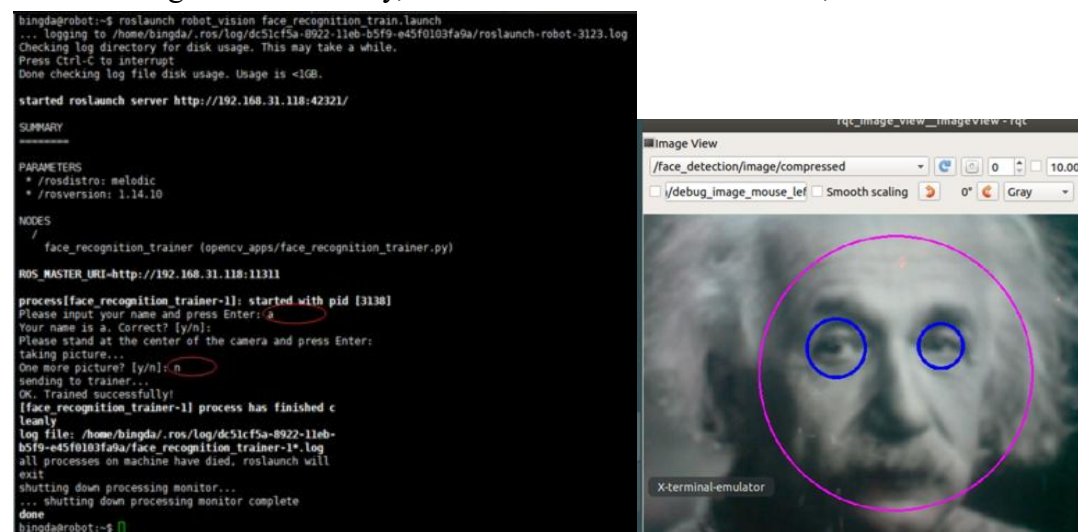 bingda@robot:~$ roslaunch robot_vision face_recognition_train.launch
... logging to /home/bingda/.ros/log/dc51cf5a-8922-11eb-b5f9-e45f0103fa9a/roslaunch-robot-3123.log
Checking log directory for disk usage. This may take a while.
Press Ctrl-C to interrupt
Done checking log file disk usage. Usage is <1GB.
started roslaunch server http://192.168.31.118:42321/
SUMMARY
========
PARAMETERS
* /rosdistro: melodic
* /rosversion: 1.14.10
NODES
/
face_recognition_trainer (opencv_apps/face_recognition_trainer.py)
ROS_MASTER_URI=http://192.168.31.118:11311
process[face_recognition_trainer-1]: started with pid [3138]
Please input your name and press Enter: a
Your name is a. Correct? [y/n]:
Please stand at the center of the camera and press Enter:
taking picture...
One more picture? [y/n]: n
sending to trainer...
OK. Trained successfully!
[face_recognition_trainer-1] process has finished c
leanly
log file: /home/bingda/.ros/log/dc51cf5a-8922-11eb-
b5f9-e45f0103fa9a/face_recognition_trainer-1*.log
all processes on machine have died, roslaunch will
exit
shutting down processing monitor...
... shutting down processing monitor complete
done
bingda@robot:~$
rqt_image_view__ImageView - rqt
Image View
/face_detection/image/compressed 0 10.00
/debug_image_mouse_lef Smooth scaling 0° Gray
X-terminal-emulator